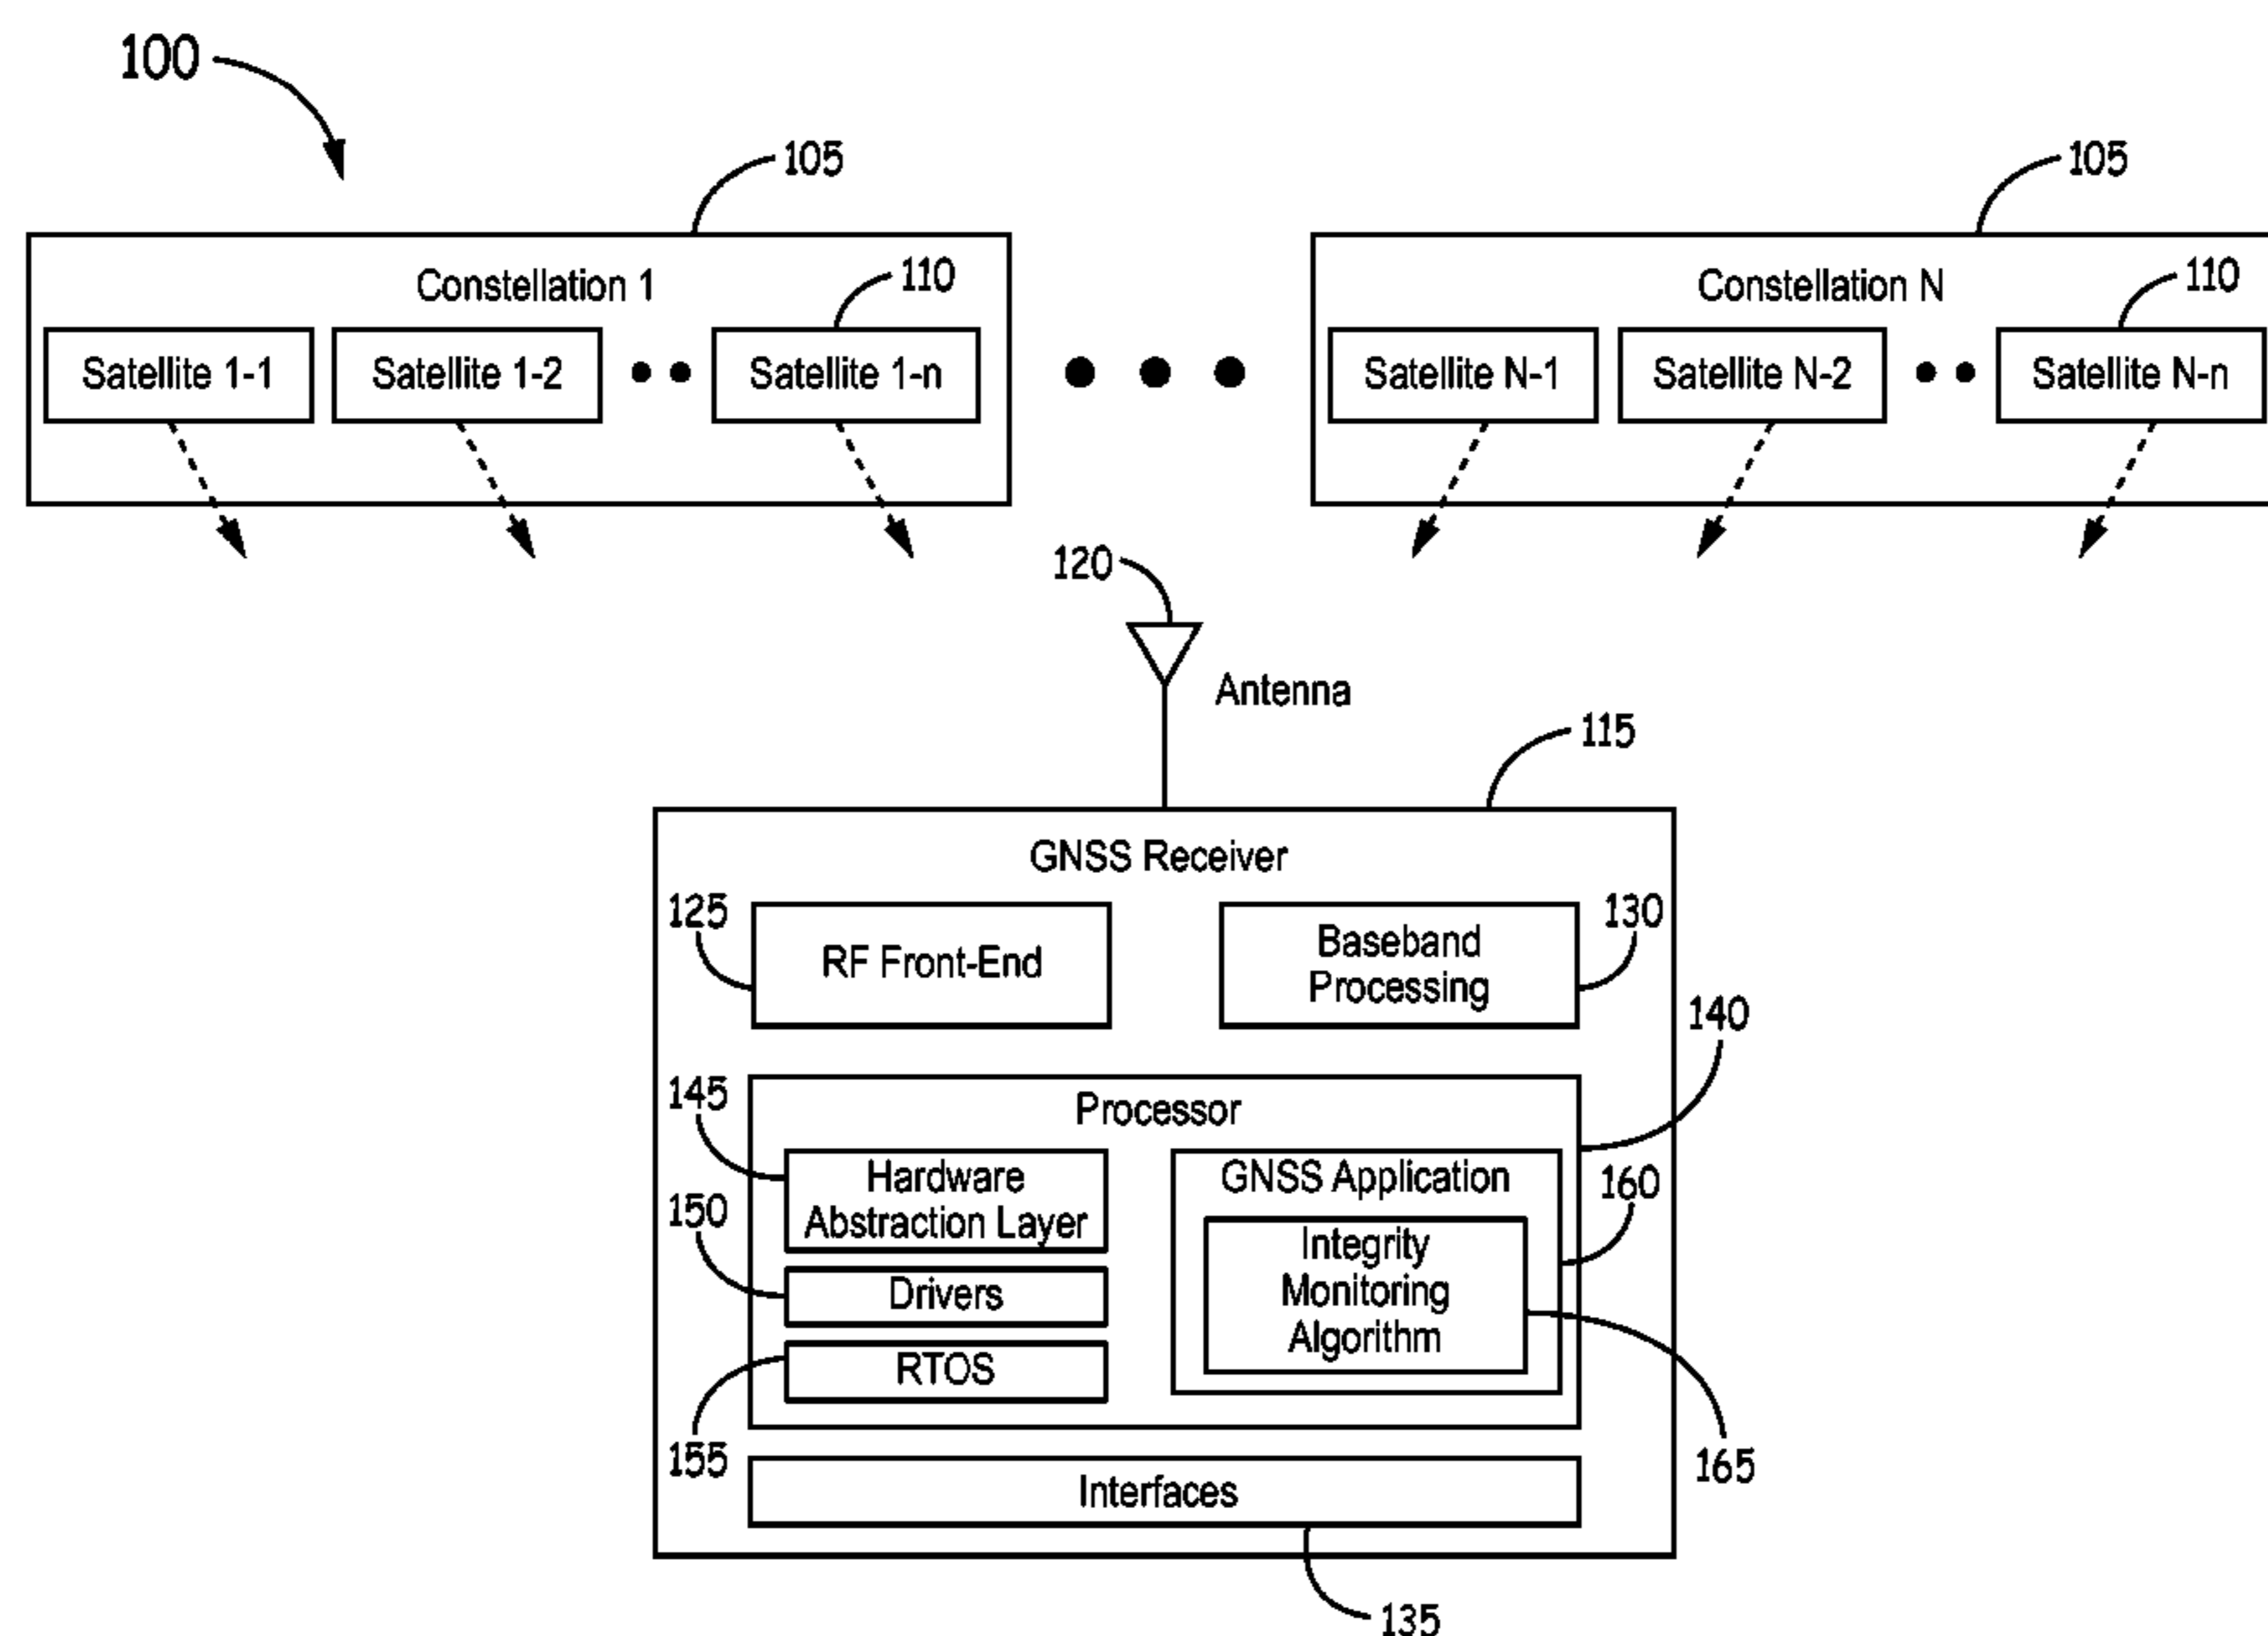 100
105
105
Constellation 1
110
Constellation N
110
Satellite 1-1
Satellite 1-2
Satellite 1-n
Satellite N-1
Satellite N-2
Satellite N-n
120
Antenna
115
GNSS Receiver
125
RF Front-End
Baseband
Processing
130
140
Processor
145
Hardware
Abstraction Layer
150
Drivers
RTOS
155
GNSS Application
160
Integrity
Monitoring
Algorithm
165
Interfaces
135